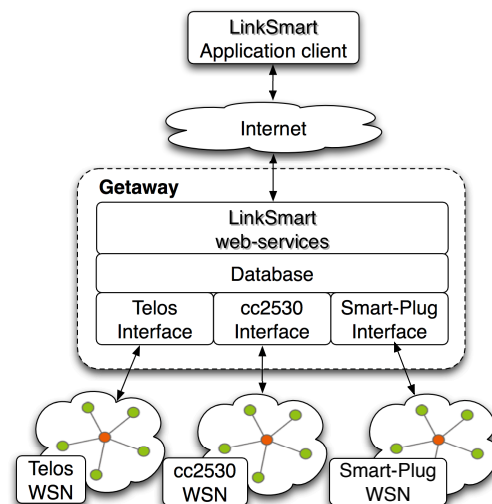 LinkSmart
Application client
Internet
Getaway
LinkSmart
web-services
Database
Telos
Interface
cc2530
Interface
Smart-Plug
Interface
Telos
WSN
cc2530
WSN
Smart-Plug
WSN